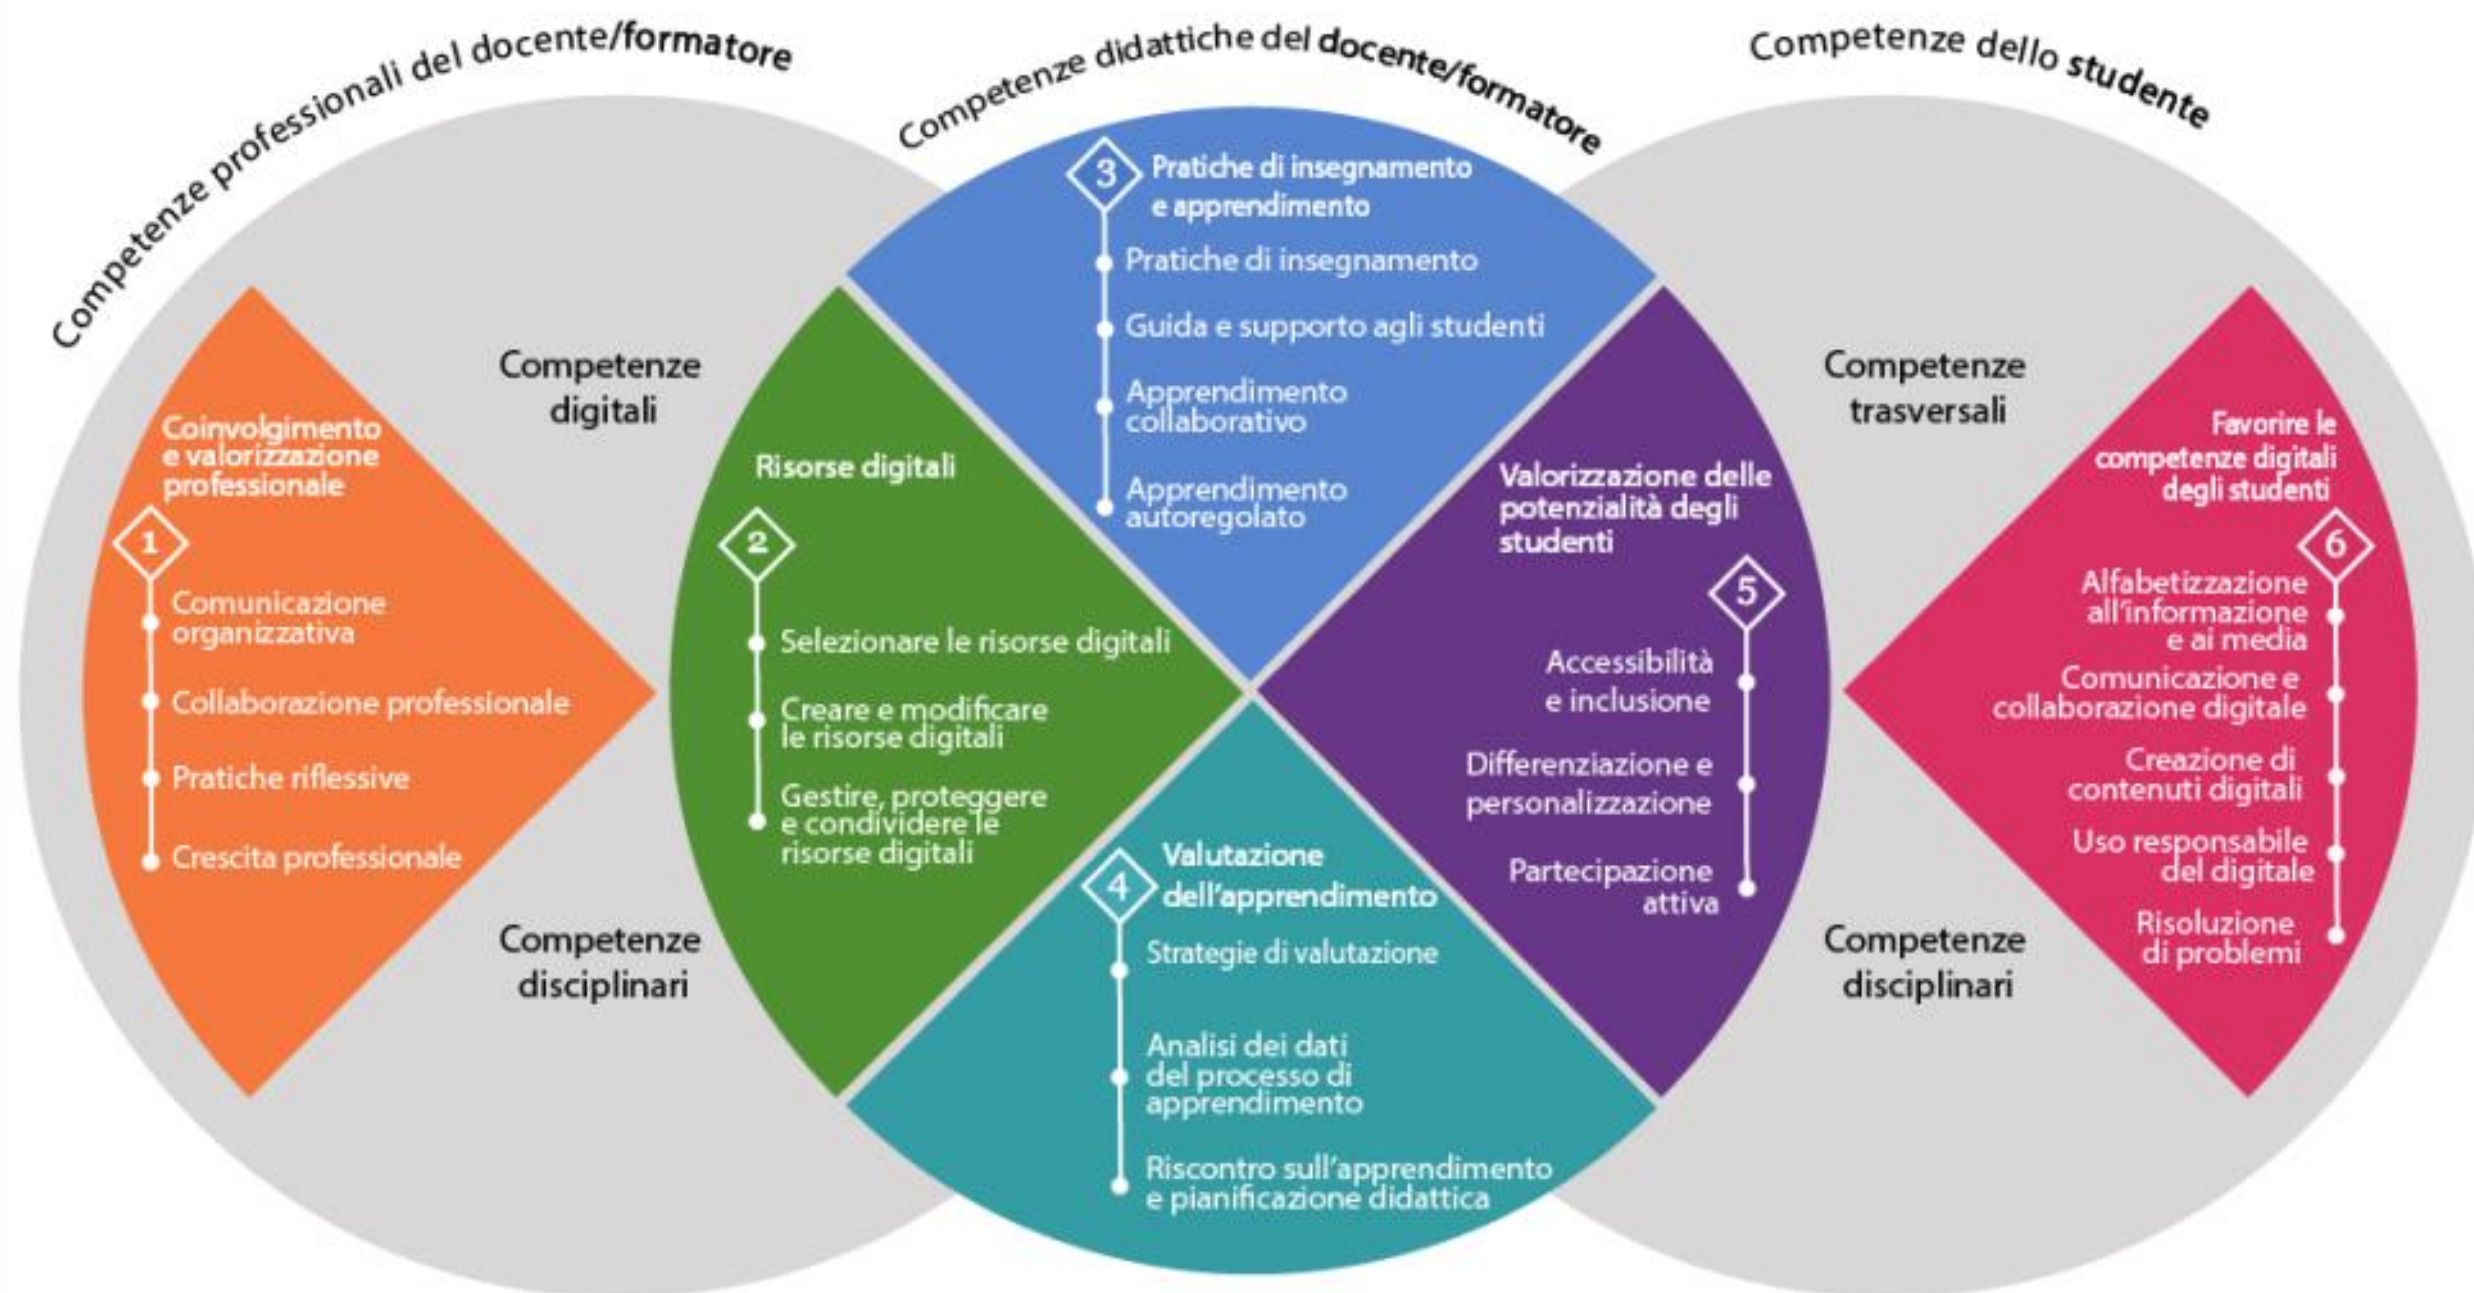 Competenze professionali del docente/formatore
Competenze didattiche del docente/formatore
Competenze dello studente
Competenze
digitali
Competenze
disciplinari
Coinvolgimento
e valorizzazione
professionale
1
Comunicazione
organizzativa
Collaborazione professionale
Pratiche riflessive
Crescita professionale
Risorse digitali
2
Selezionare le risorse digitali
Creare e modificare
le risorse digitali
Gestire, proteggere
e condividere le
risorse digitali
3
Pratiche di insegnamento
e apprendimento
Pratiche di insegnamento
Guida e supporto agli studenti
Apprendimento
collaborativo
Apprendimento
autoregolato
4
Valutazione
dell'apprendimento
Strategie di valutazione
Analisi dei dati
del processo di
apprendimento
Riscontro sull'apprendimento
e pianificazione didattica
Valorizzazione delle
potenzialità degli
studenti
5
Accessibilità
e inclusione
Differenziazione e
personalizzazione
Partecipazione
attiva
Competenze
trasversali
Competenze
disciplinari
Favorire le
competenze digitali
degli studenti
6
Alfabetizzazione
all'informazione
e ai media
Comunicazione e
collaborazione digitale
Creazione di
contenuti digitali
Uso responsabile
del digitale
Risoluzione
di problemi